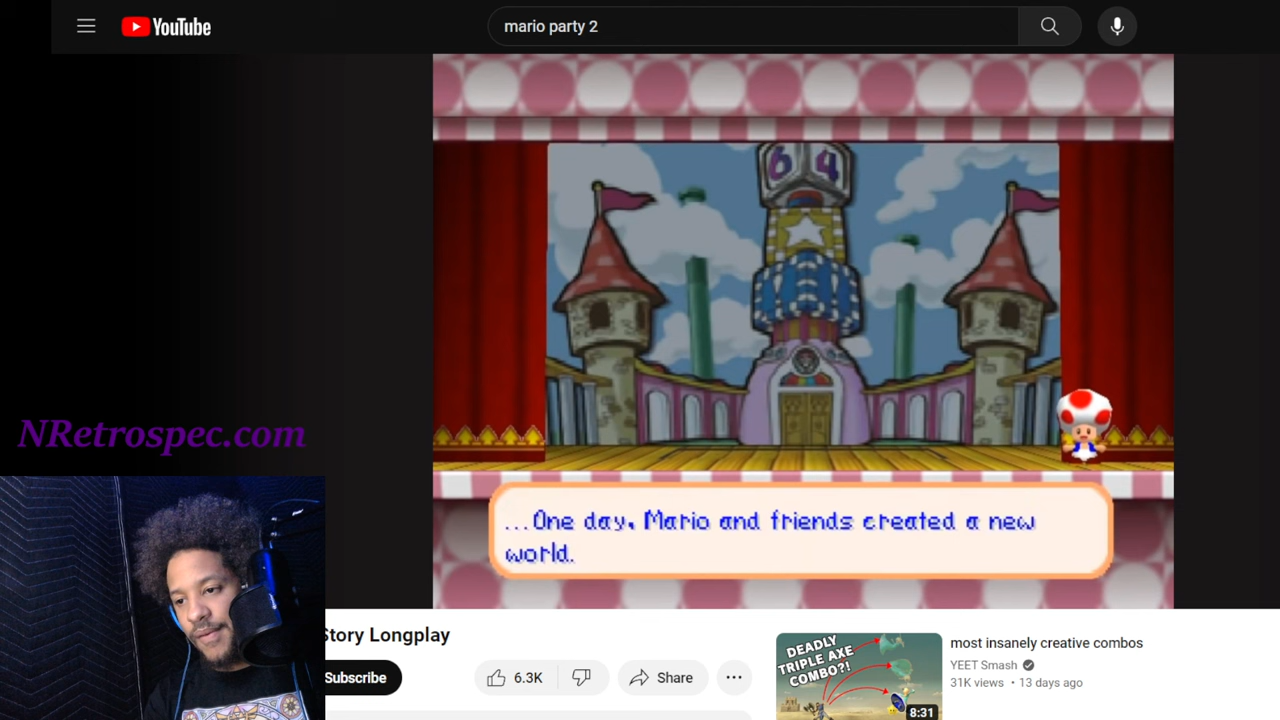 YouTube
mario party 2
64
...One day, Mario and friends created a new
world.
NRetrospec.com
Story Longplay
Subscribe
6.3K
Share
DEADLY
TRIPLE AXE
COMBO?!
8:31
most insanely creative combos
YEET Smash
31K views • 13 days ago